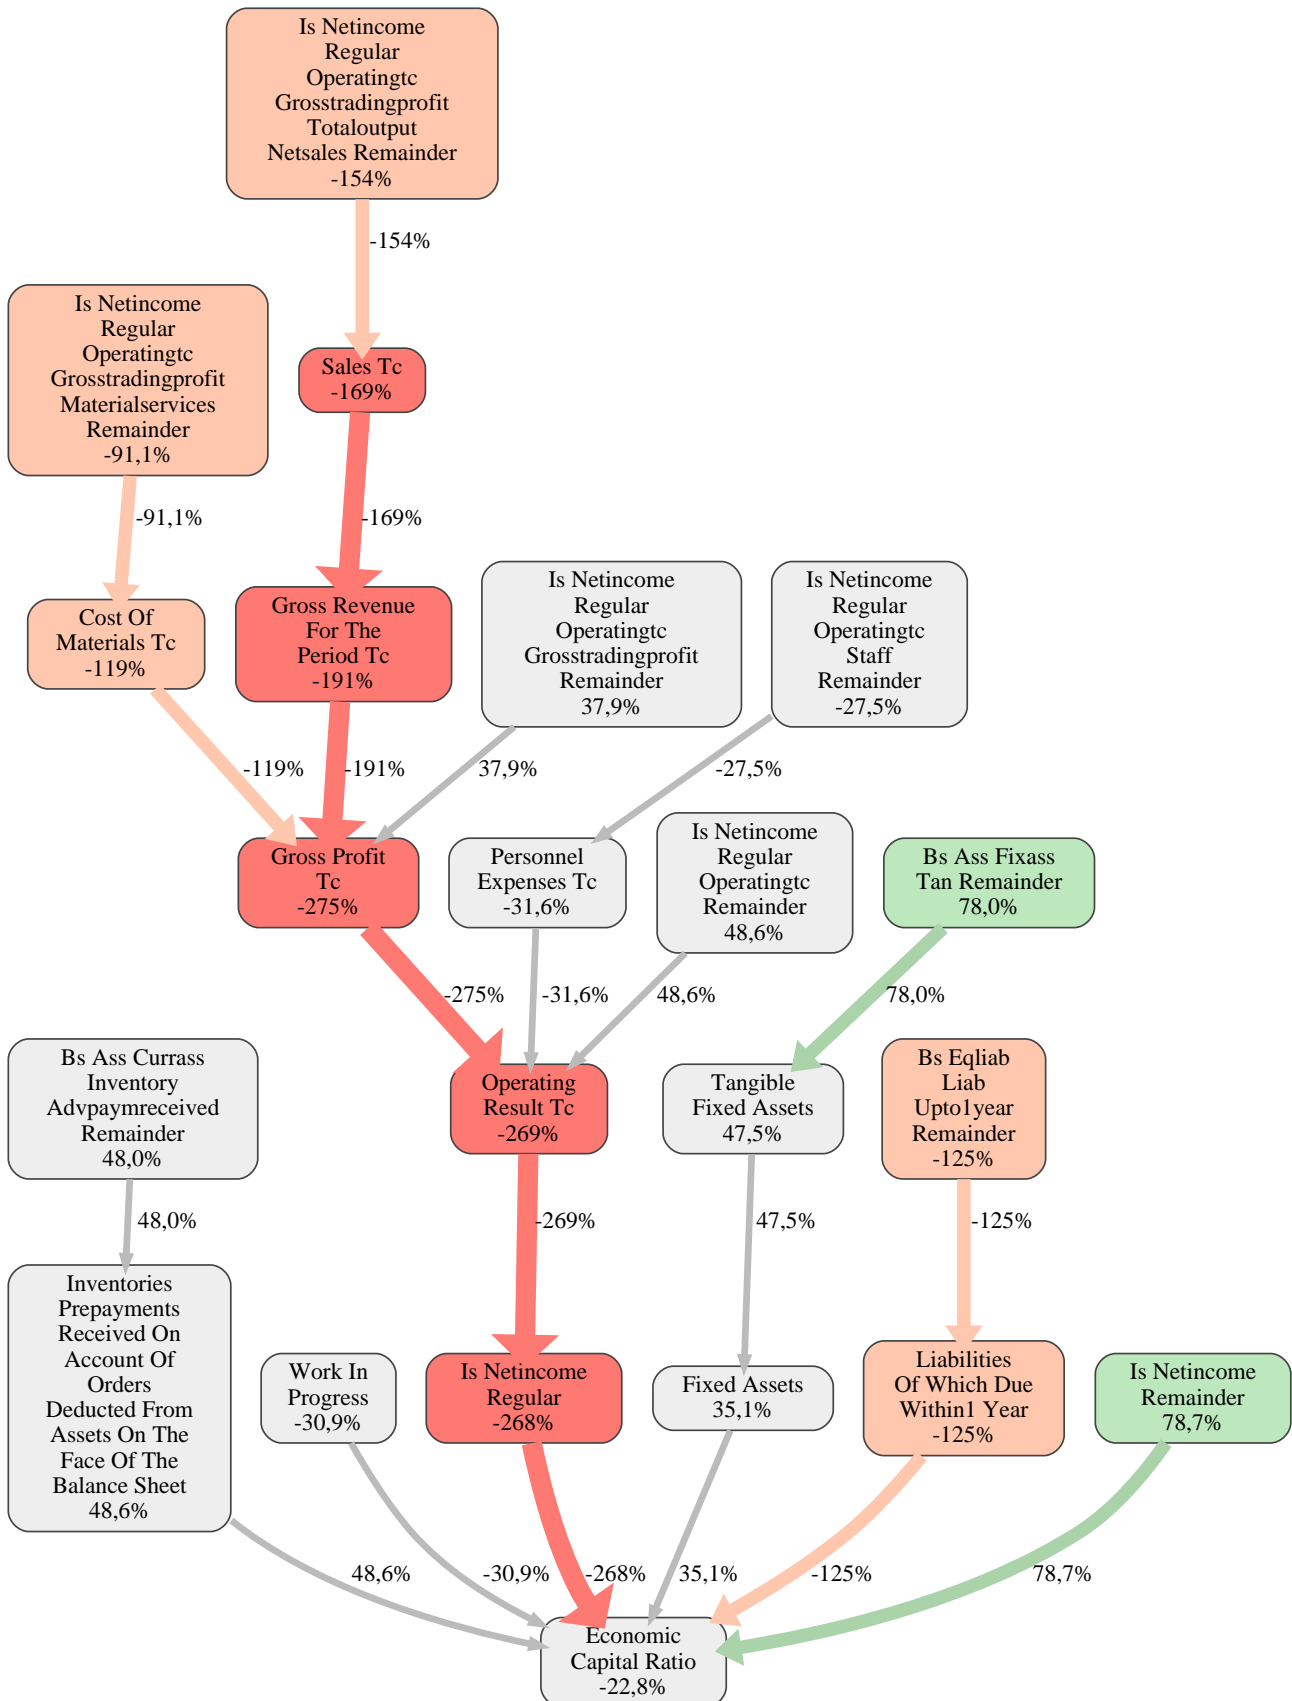 Is Netincome
Regular
Operatingtc
Grosstradingprofit
Totaloutput
Netsales Remainder
-154%
-154%
Is Netincome
Regular
Operatingtc
Grosstradingprofit
Materialservices
Remainder
-91,1%
Sales Tc
-169%
-91,1%
-169%
Is Netincome
Regular
Operatingtc
Grosstradingprofit
Remainder
37,9%
Is Netincome
Regular
Operatingtc
Staff
Remainder
-27,5%
Cost Of
Materials Tc
-119%
Gross Revenue
For The
Period Tc
-191%
-119%
-191%
37,9%
-27,5%
Gross Profit
Tc
-275%
Personnel
Expenses Tc
-31,6%
Is Netincome
Regular
Operatingtc
Remainder
48,6%
Bs Ass Fixass
Tan Remainder
78,0%
-275%
-31,6%
48,6%
78,0%
Bs Ass Currass
Inventory
Advpaymreceived
Remainder
48,0%
Operating
Result Tc
-269%
Tangible
Fixed Assets
47,5%
Bs Eqliab
Liab
Upto1year
Remainder
-125%
48,0%
-269%
47,5%
-125%
Inventories
Prepayments
Received On
Account Of
Orders
Deducted From
Assets On The
Face Of The
Balance Sheet
48,6%
Work In
Progress
-30,9%
Is Netincome
Regular
-268%
Fixed Assets
35,1%
Liabilities
Of Which Due
Within1 Year
-125%
Is Netincome
Remainder
78,7%
48,6%
-30,9%
-268%
35,1%
-125%
78,7%
Economic
Capital Ratio
-22,8%